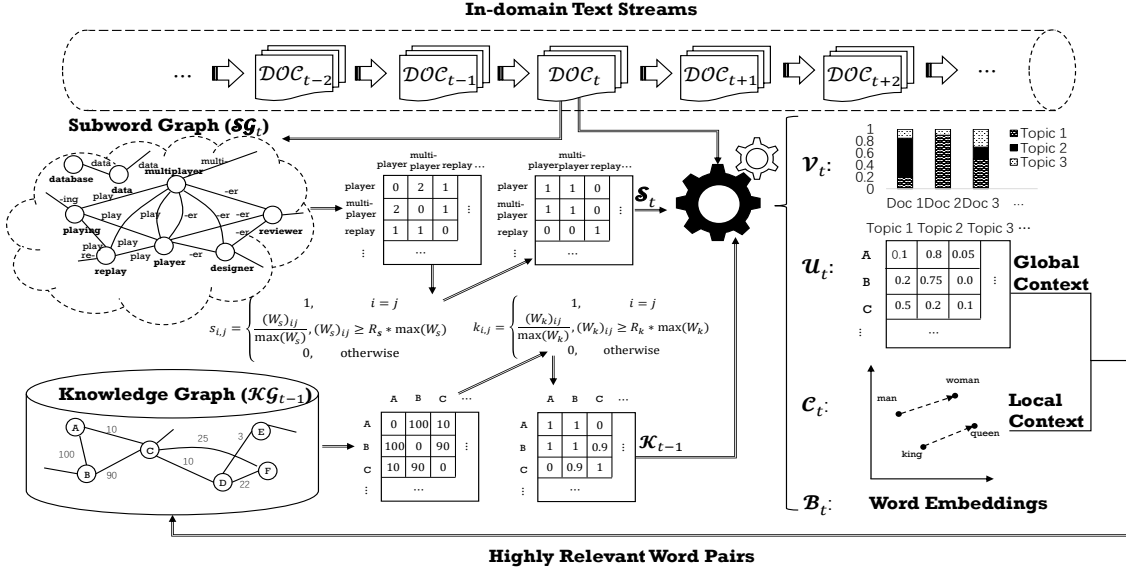 In-domain Text Streams
...
DOC_{t-2}
DOC_{t-1}
DOC_t
DOC_{t+1}
DOC_{t+2}
...
Subword Graph (SG_t)
data
data
multi-
database
data
multiplayer
-ing
play
-er
play
play
-er
-er
playing
-er
reviewer
play
play
-er
re-
-er
replay
player
designer
multi-
player player replay ...
player 0 2 1
multi-
player 2 0 1 ⋮
replay 1 1 0
⋮ ...
multi-
player player replay...
player 1 1 0
multi-
player 1 1 0 ⋮
replay 0 0 1
⋮ ...
S_t
s_{i,j} = { 1, i = j
(W_s)_{ij} / max(W_s), (W_s)_{ij} ≥ R_s * max(W_s)
0, otherwise
k_{i,j} = { 1, i = j
(W_k)_{ij} / max(W_k), (W_k)_{ij} ≥ R_k * max(W_k)
0, otherwise
Knowledge Graph (KG_{t-1})
A
10
25
3
E
100
C
B
90
10
D
22
F
A B C ...
A 0 100 10
B 100 0 90 ⋮
C 10 90 0
⋮ ...
A B C ...
A 1 1 0
B 1 1 0.9 ⋮
C 0 0.9 1
⋮ ...
K_{t-1}
V_t:
1
0.8
0.6
0.4
0.2
0
Topic 1
Topic 2
Topic 3
Doc 1 Doc 2 Doc 3 ...
Topic 1 Topic 2 Topic 3 ...
U_t:
A 0.1 0.8 0.05
B 0.2 0.75 0.0 ⋮
C 0.5 0.2 0.1
⋮ ...
Global
Context
C_t:
woman
man
queen
king
Local
Context
B_t:
Word Embeddings
Highly Relevant Word Pairs